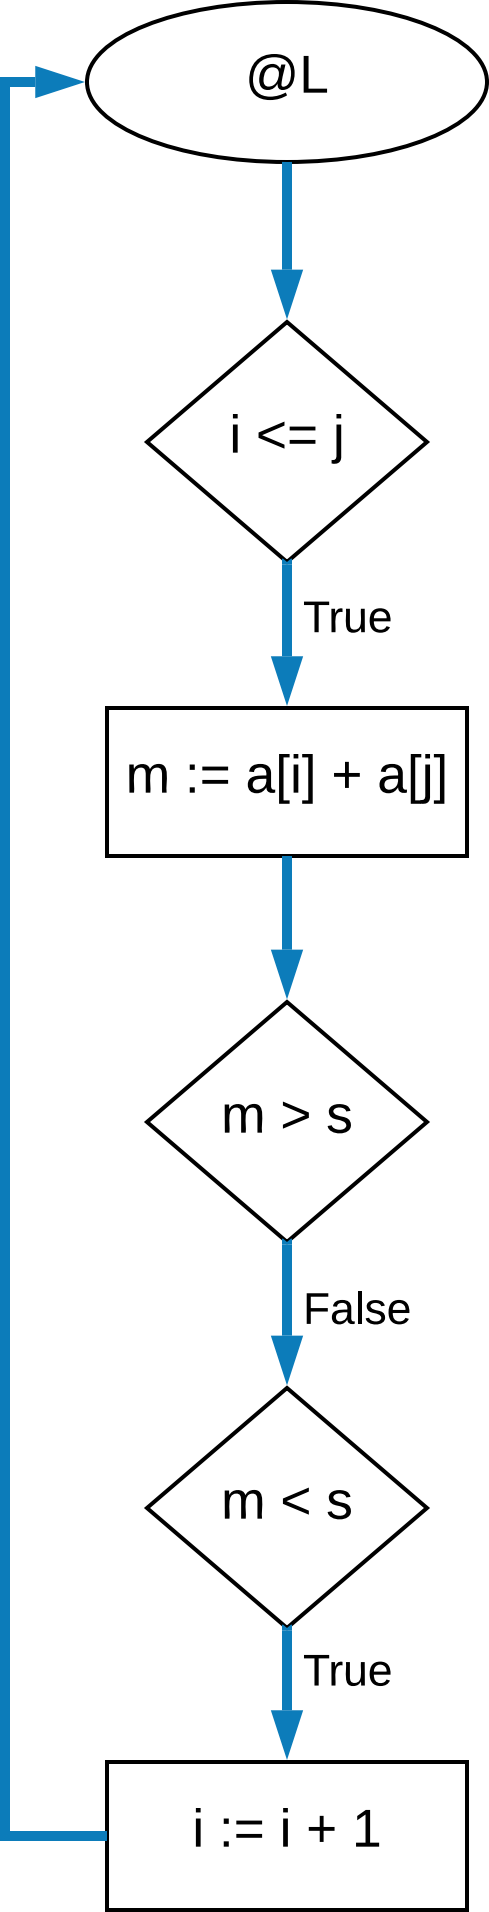 @L
i <= j
True
m := a[i] + a[j]
m > s
False
m < s
True
i := i + 1